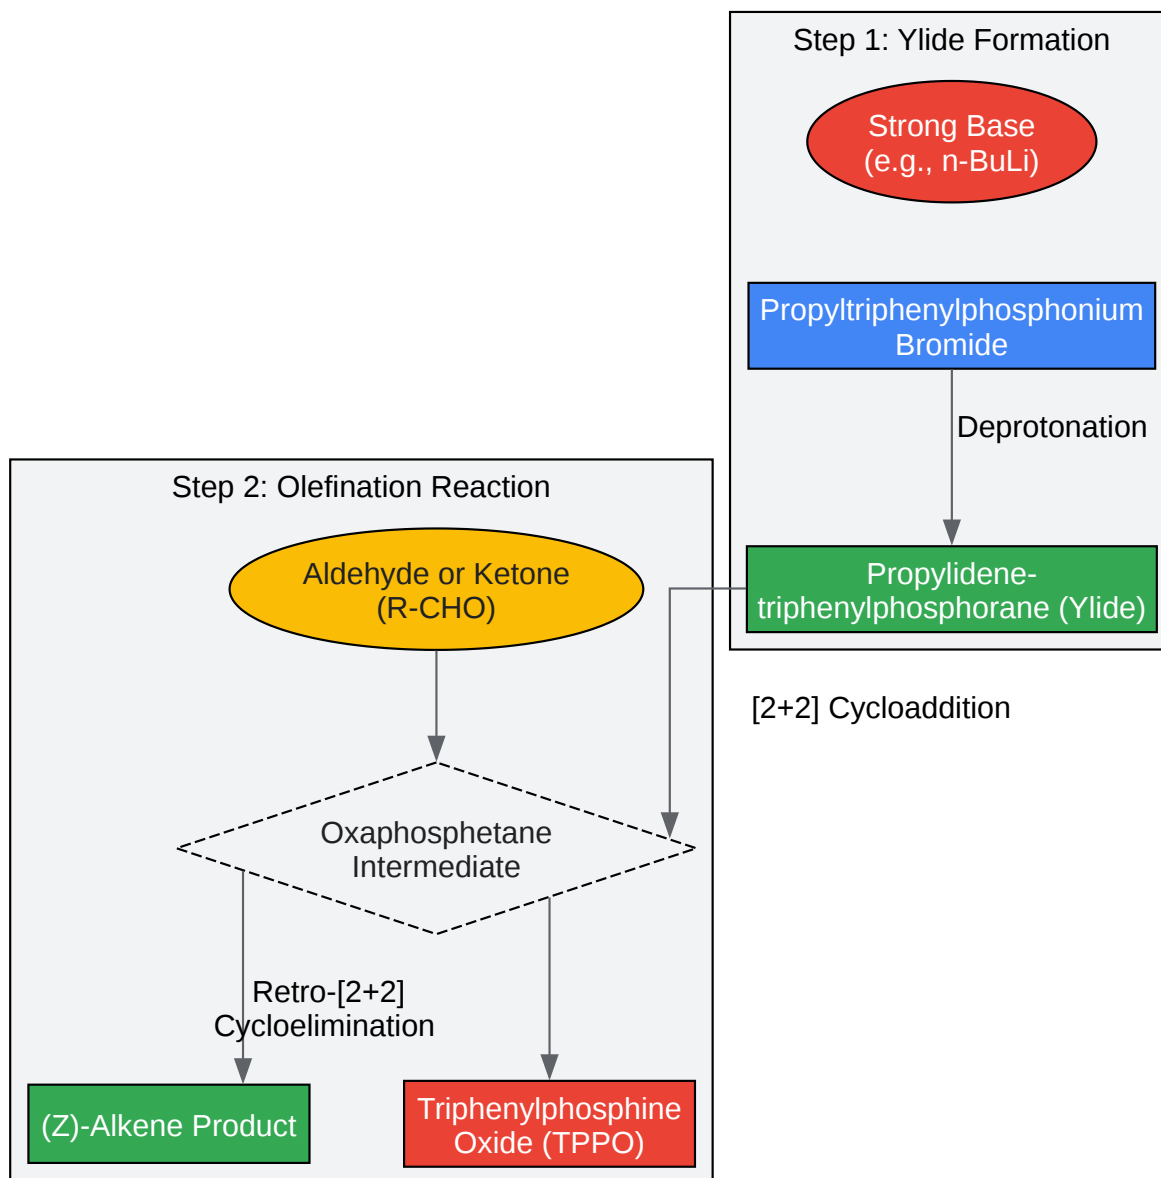 Step 1: Ylide Formation
Strong Base
(e.g., n-BuLi)
Propyltriphenylphosphonium
Bromide
Deprotonation
Propylidene-
triphenylphosphorane (Ylide)
[2+2] Cycloaddition
Step 2: Olefination Reaction
Aldehyde or Ketone
(R-CHO)
Oxaphosphetane
Intermediate
Retro-[2+2]
Cycloelimination
(Z)-Alkene Product
Triphenylphosphine
Oxide (TPPO)